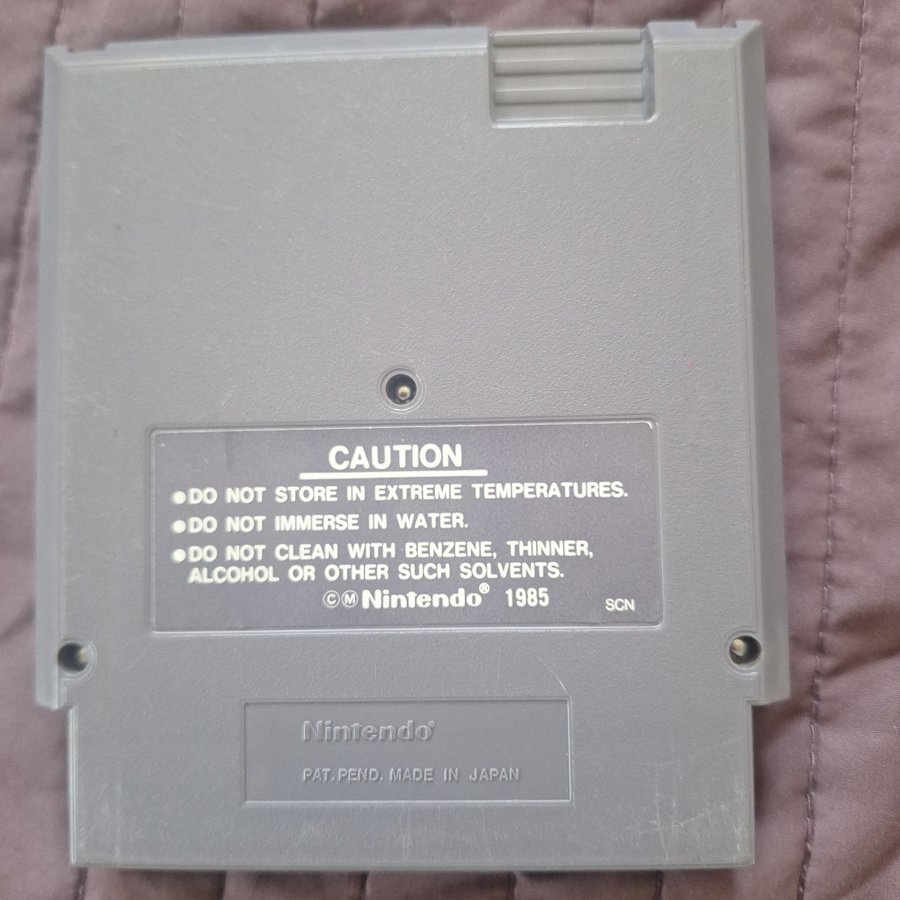 CAUTION
●DO NOT STORE IN EXTREME TEMPERATURES.
●DO NOT IMMERSE IN WATER.
●DO NOT CLEAN WITH BENZENE, THINNER,
ALCOHOL OR OTHER SUCH SOLVENTS.
ⒸⓂNintendo® 1985 SCN
Nintendo®
PAT. PEND. MADE IN JAPAN